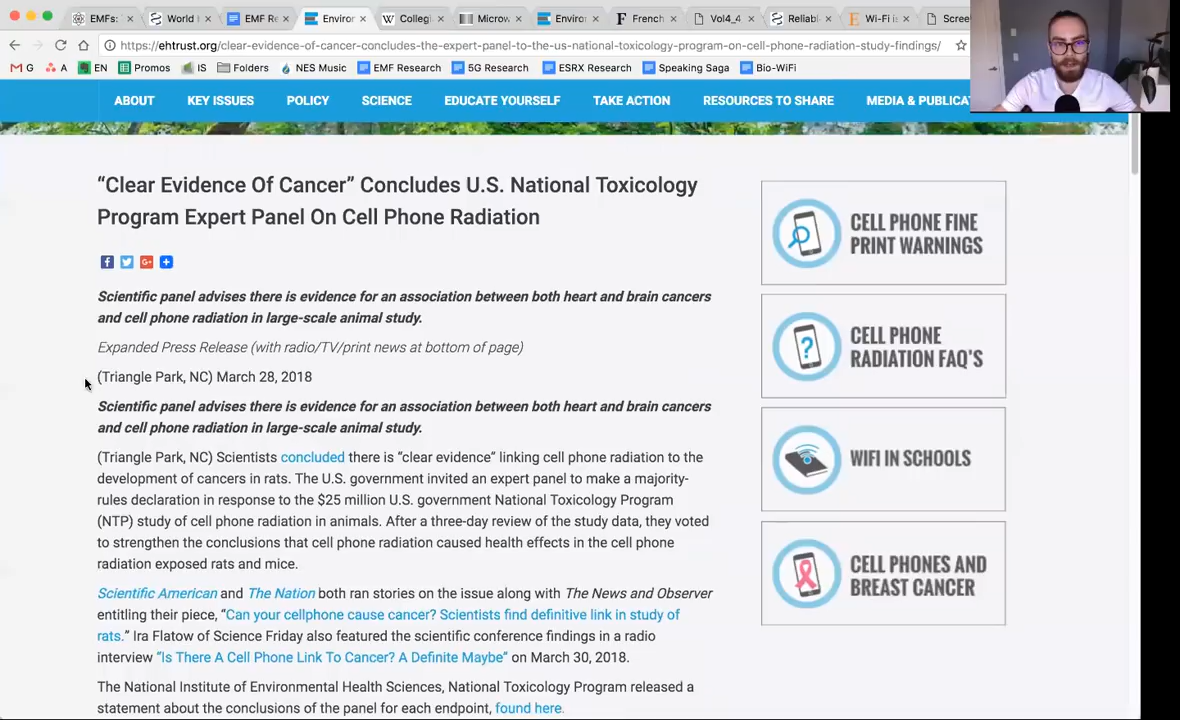 EMFs:
World I
EMF Re
Environ
Collegi
Microw
Environ
French
Vol4_4
Reliabl
Wi-Fi is
Scree
https://ehtrust.org/clear-evidence-of-cancer-concludes-the-expert-panel-to-the-us-national-toxicology-program-on-cell-phone-radiation-study-findings/
G
A
EN
Promos
IS
Folders
NES Music
EMF Research
5G Research
ESRX Research
Speaking Saga
Bio-WiFi
ABOUT
KEY ISSUES
POLICY
SCIENCE
EDUCATE YOURSELF
TAKE ACTION
RESOURCES TO SHARE
MEDIA & PUBLICA
“Clear Evidence Of Cancer” Concludes U.S. National Toxicology
Program Expert Panel On Cell Phone Radiation
Scientific panel advises there is evidence for an association between both heart and brain cancers
and cell phone radiation in large-scale animal study.
Expanded Press Release (with radio/TV/print news at bottom of page)
(Triangle Park, NC) March 28, 2018
Scientific panel advises there is evidence for an association between both heart and brain cancers
and cell phone radiation in large-scale animal study.
(Triangle Park, NC) Scientists concluded there is “clear evidence” linking cell phone radiation to the
development of cancers in rats. The U.S. government invited an expert panel to make a majority-
rules declaration in response to the $25 million U.S. government National Toxicology Program
(NTP) study of cell phone radiation in animals. After a three-day review of the study data, they voted
to strengthen the conclusions that cell phone radiation caused health effects in the cell phone
radiation exposed rats and mice.
Scientific American and The Nation both ran stories on the issue along with The News and Observer
entitling their piece, “Can your cellphone cause cancer? Scientists find definitive link in study of
rats.” Ira Flatow of Science Friday also featured the scientific conference findings in a radio
interview “Is There A Cell Phone Link To Cancer? A Definite Maybe” on March 30, 2018.
The National Institute of Environmental Health Sciences, National Toxicology Program released a
statement about the conclusions of the panel for each endpoint, found here.
CELL PHONE FINE
PRINT WARNINGS
CELL PHONE
RADIATION FAQ'S
WIFI IN SCHOOLS
CELL PHONES AND
BREAST CANCER